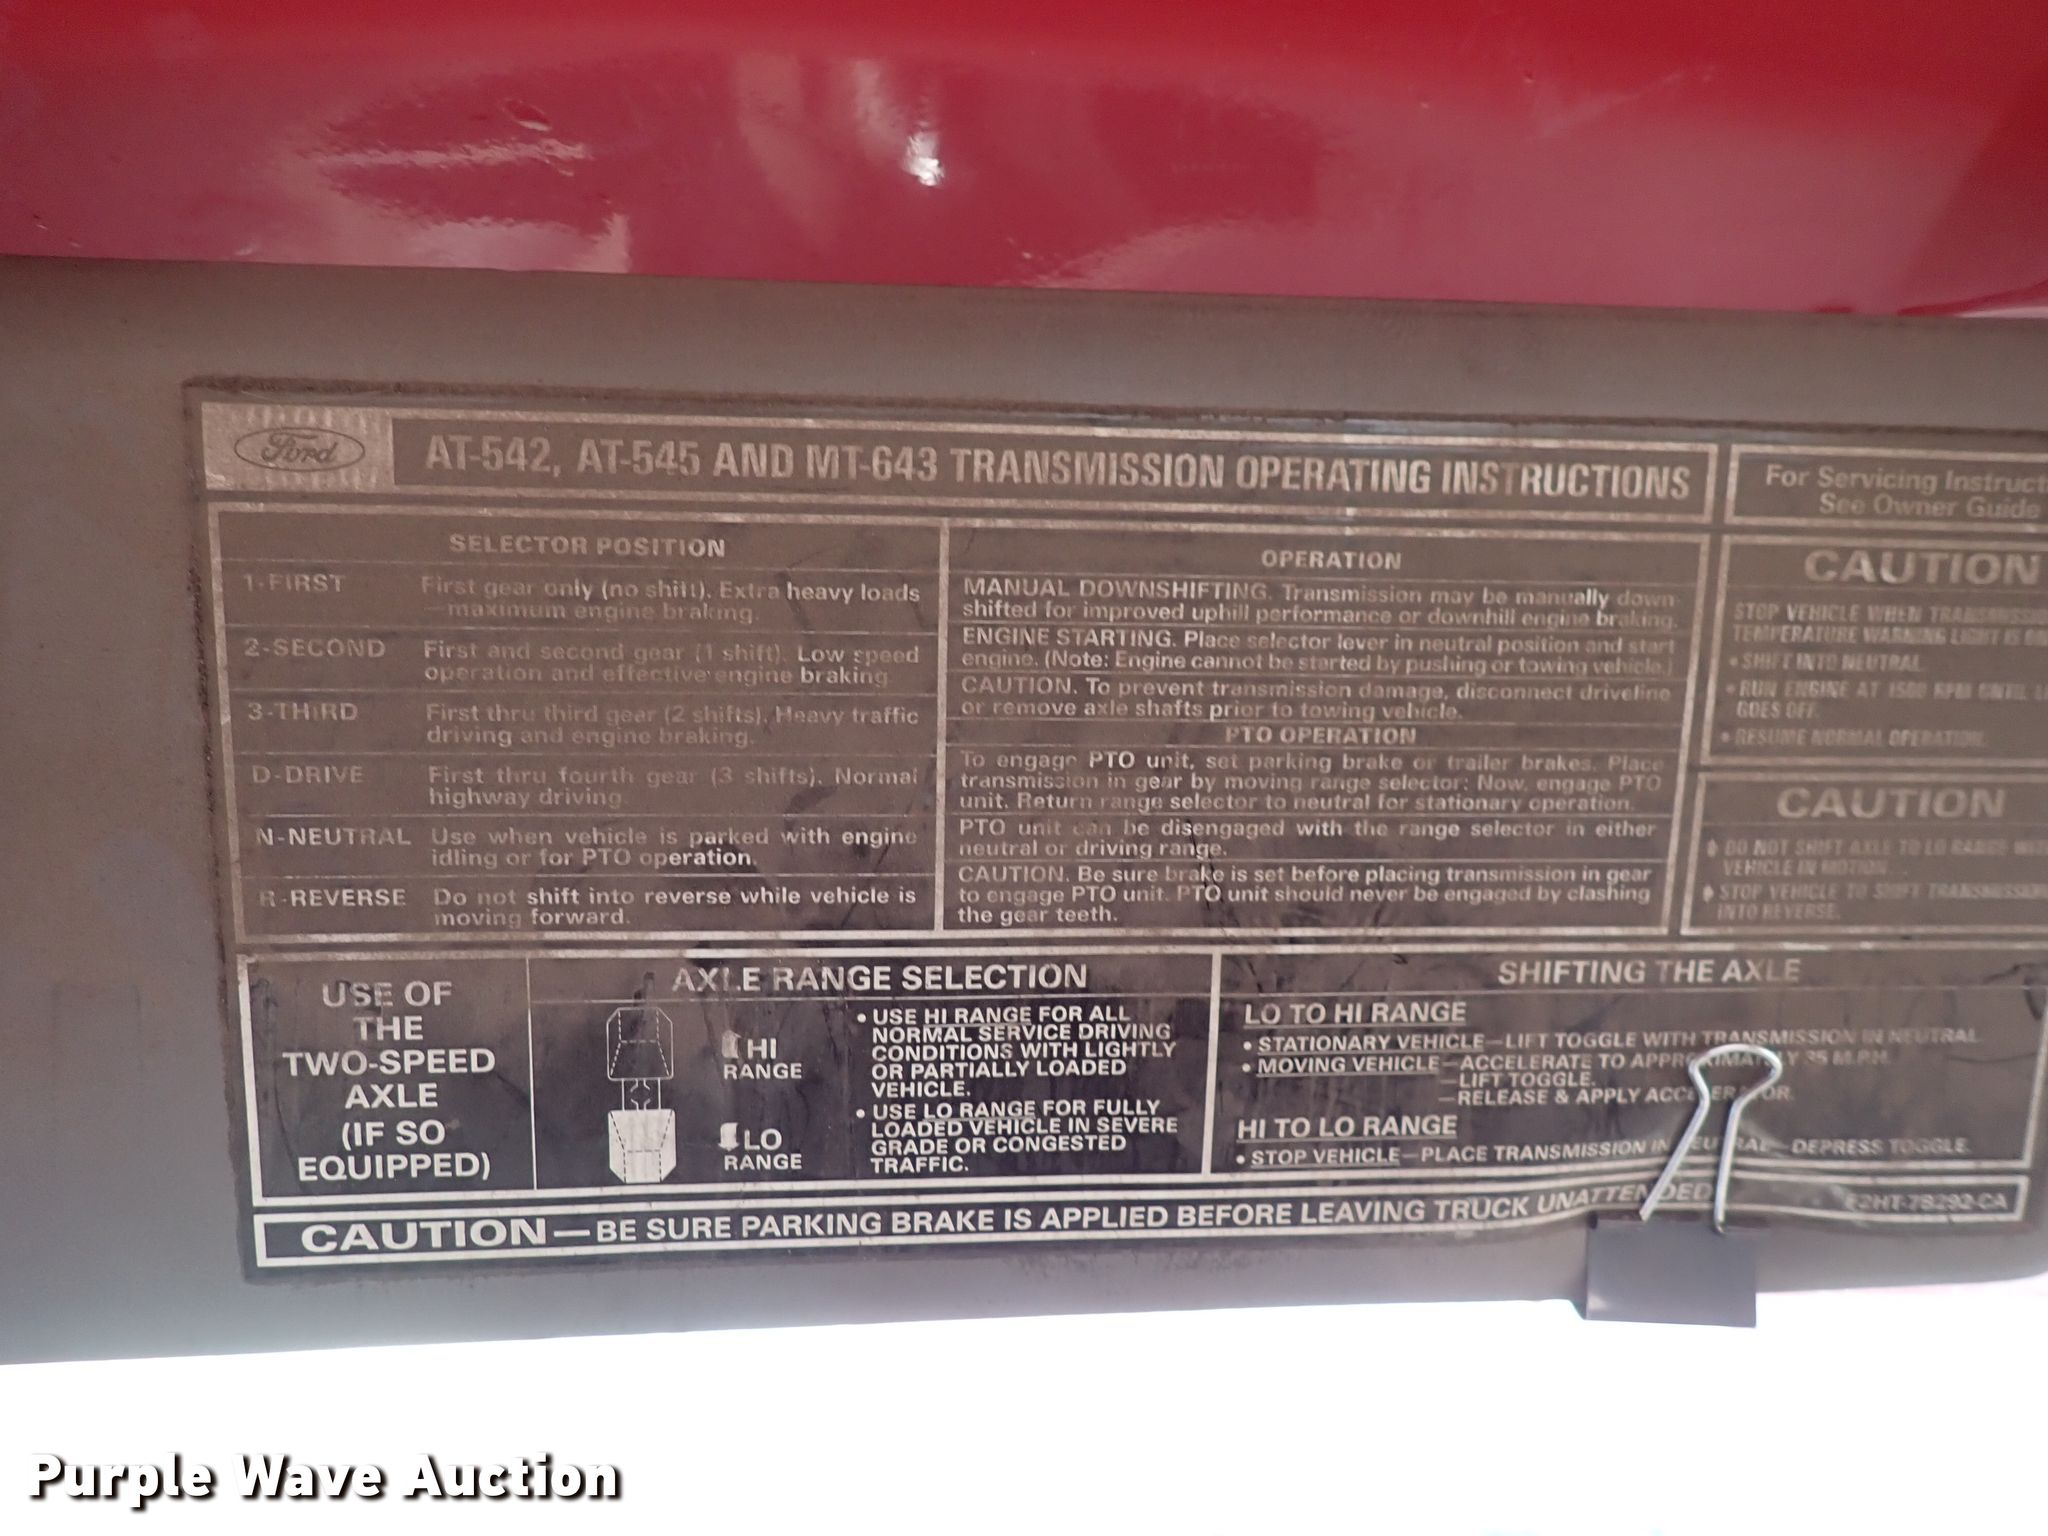 Ford
AT-542, AT-545 AND MT-643 TRANSMISSION OPERATING INSTRUCTIONS
For Servicing
See Owner Guide
SELECTOR POSITION
1-FIRST
First gear only (no shift). Extra heavy loads
—maximum engine braking.
2-SECOND
First and second gear (1 shift). Low speed
operation and effective engine braking.
3-THIRD
First thru third gear (2 shifts). Heavy traffic
driving and engine braking.
D-DRIVE
First thru fourth gear (3 shifts). Normal
highway driving.
N-NEUTRAL
Use when vehicle is parked with engine
idling or for PTO operation.
R-REVERSE
Do not shift into reverse while vehicle is
moving forward.
OPERATION
MANUAL DOWNSHIFTING. Transmission may be manually down-
shifted for improved uphill performance or downhill engine braking.
ENGINE STARTING. Place selector lever in neutral position and start
engine. (Note: Engine cannot be started by pushing or towing vehicle.)
CAUTION. To prevent transmission damage, disconnect driveline
or remove axle shafts prior to towing vehicle.
PTO OPERATION
To engage PTO unit, set parking brake or trailer brakes. Place
transmission in gear by moving range selector: Now, engage PTO
unit. Return range selector to neutral for stationary operation.
PTO unit can be disengaged with the range selector in either
neutral or driving range.
CAUTION. Be sure brake is set before placing transmission in gear
to engage PTO unit. PTO unit should never be engaged by clashing
the gear teeth.
CAUTION
STOP VEHICLE WHEN
TEMPERATURE WARNING LIGHT IS
• SHIFT INTO NEUTRAL
• RUN ENGINE AT 1500 RPM UNTIL
GOES OFF.
• RESUME NORMAL OPERATION.
CAUTION
• DO NOT SHIFT AXLE TO LO RANGE
VEHICLE IN MOTION.
• STOP VEHICLE TO SHIFT TRANSMISSION
INTO REVERSE.
USE OF
THE
TWO-SPEED
AXLE
(IF SO
EQUIPPED)
AXLE RANGE SELECTION
HI
RANGE
LO
RANGE
• USE HI RANGE FOR ALL
NORMAL SERVICE DRIVING
CONDITIONS WITH LIGHTLY
OR PARTIALLY LOADED
VEHICLE.
• USE LO RANGE FOR FULLY
LOADED VEHICLE IN SEVERE
GRADE OR CONGESTED
TRAFFIC.
SHIFTING THE AXLE
LO TO HI RANGE
• STATIONARY VEHICLE—LIFT TOGGLE WITH TRANSMISSION IN NEUTRAL
• MOVING VEHICLE—ACCELERATE TO APPROXIMATELY 35 M.P.H.
—LIFT TOGGLE.
—RELEASE & APPLY ACCELERATOR.
HI TO LO RANGE
• STOP VEHICLE—PLACE TRANSMISSION IN NEUTRAL—DEPRESS TOGGLE.
CAUTION—BE SURE PARKING BRAKE IS APPLIED BEFORE LEAVING TRUCK UNATTENDED
E2HT-7B292-CA
Purple Wave Auction